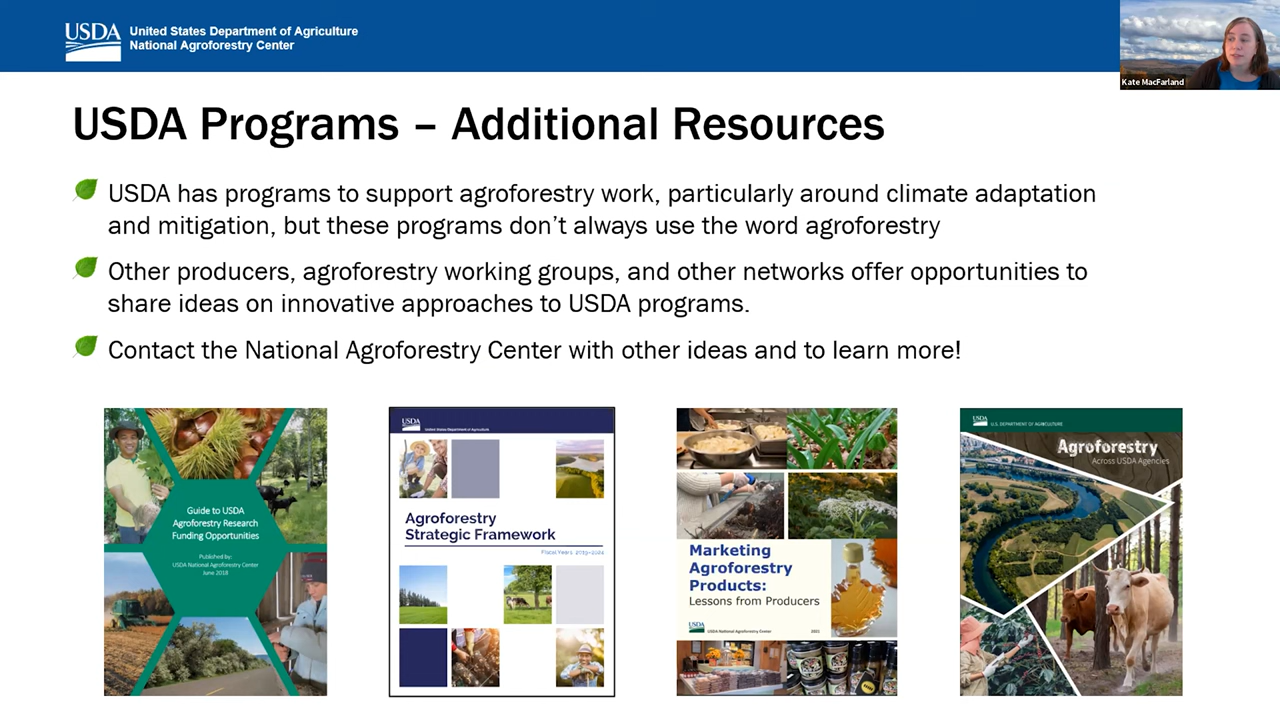 USDA
United States Department of Agriculture
National Agroforestry Center
Kate MacFarland
USDA Programs – Additional Resources
USDA has programs to support agroforestry work, particularly around climate adaptation
and mitigation, but these programs don’t always use the word agroforestry
Other producers, agroforestry working groups, and other networks offer opportunities to
share ideas on innovative approaches to USDA programs.
Contact the National Agroforestry Center with other ideas and to learn more!
Guide to USDA
Agroforestry Research
Funding Opportunities
Published by:
USDA National Agroforestry Center
June 2018
USDA
United States Department of Agriculture
Agroforestry
Strategic Framework
Fiscal Years 2019–2024
Marketing
Agroforestry
Products:
Lessons from Producers
USDA
USDA National Agroforestry Center
2021
USDA
U.S. DEPARTMENT OF AGRICULTURE
Agroforestry
Across USDA Agencies